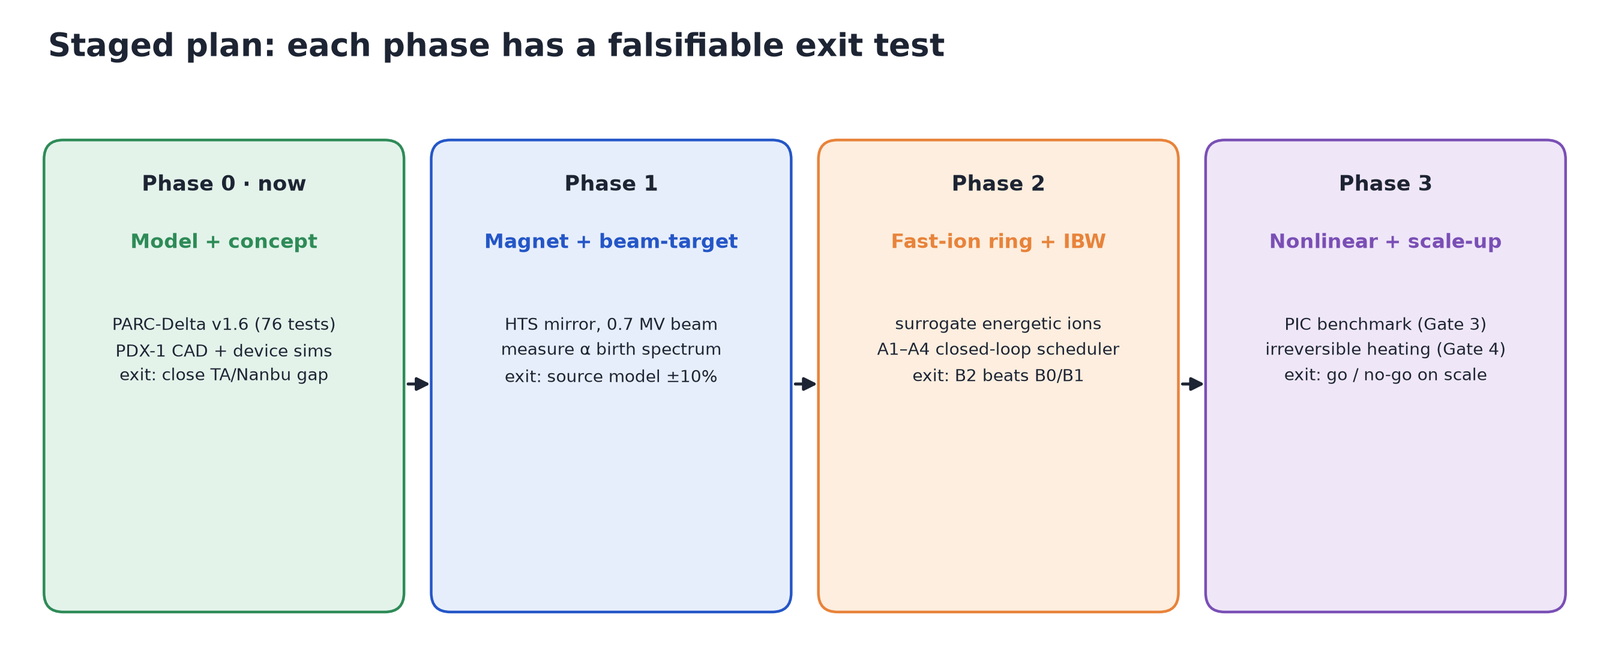 Staged plan: each phase has a falsifiable exit test
Phase 0 · now
Model + concept
PARC-Delta v1.6 (76 tests)
PDX-1 CAD + device sims
exit: close TA/Nanbu gap
Phase 1
Magnet + beam-target
HTS mirror, 0.7 MV beam
measure α birth spectrum
exit: source model ±10%
Phase 2
Fast-ion ring + IBW
surrogate energetic ions
A1–A4 closed-loop scheduler
exit: B2 beats B0/B1
Phase 3
Nonlinear + scale-up
PIC benchmark (Gate 3)
irreversible heating (Gate 4)
exit: go / no-go on scale